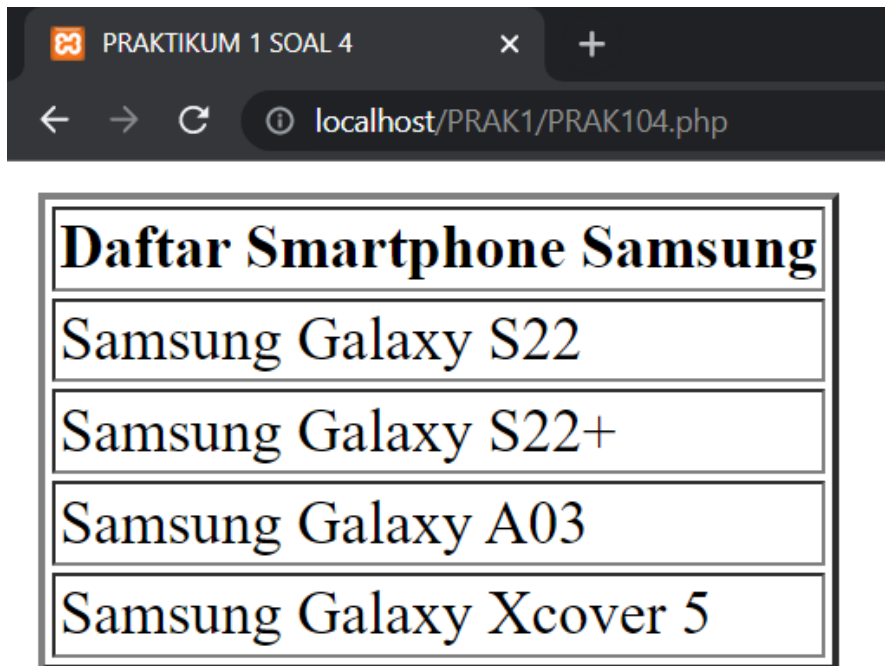 PRAKTIKUM 1 SOAL 4
localhost/PRAK1/PRAK104.php
Daftar Smartphone Samsung
Samsung Galaxy S22
Samsung Galaxy S22+
Samsung Galaxy A03
Samsung Galaxy Xcover 5